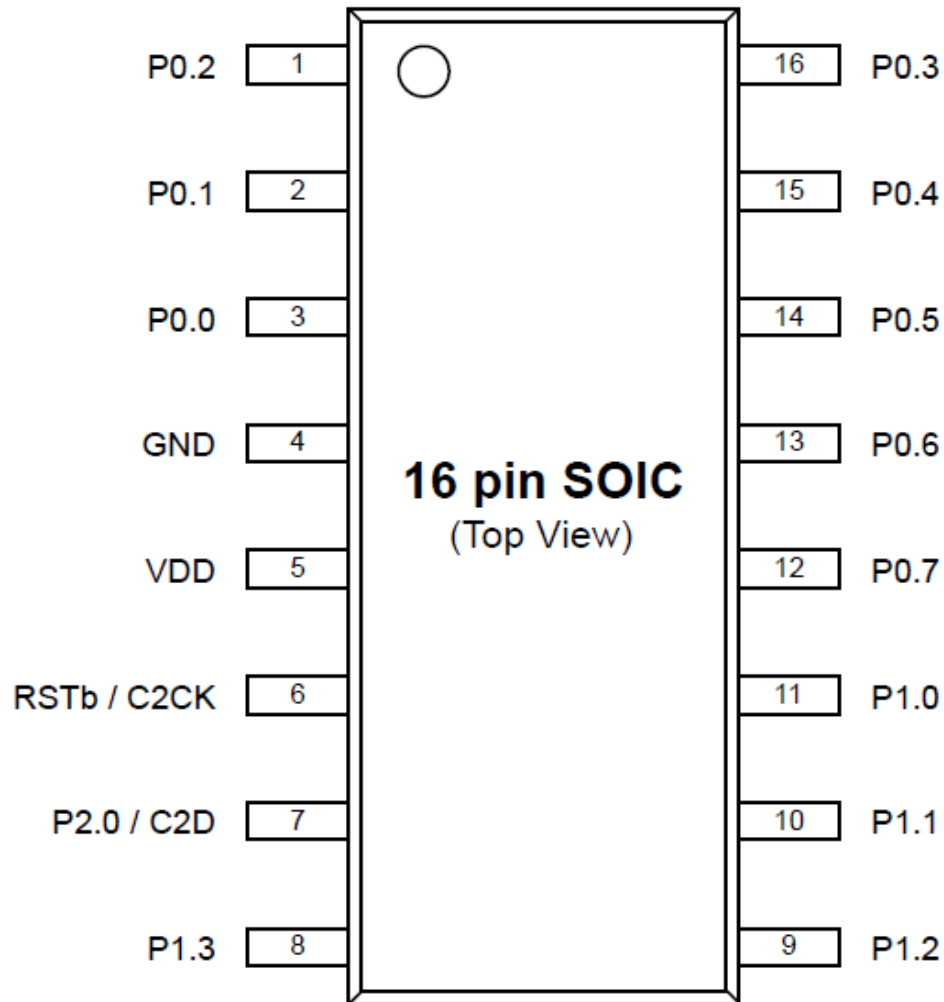 P0.2 1 16 P0.3
P0.1 2 15 P0.4
P0.0 3 14 P0.5
GND 4 13 P0.6
16 pin SOIC
(Top View)
VDD 5 12 P0.7
RSTb / C2CK 6 11 P1.0
P2.0 / C2D 7 10 P1.1
P1.3 8 9 P1.2